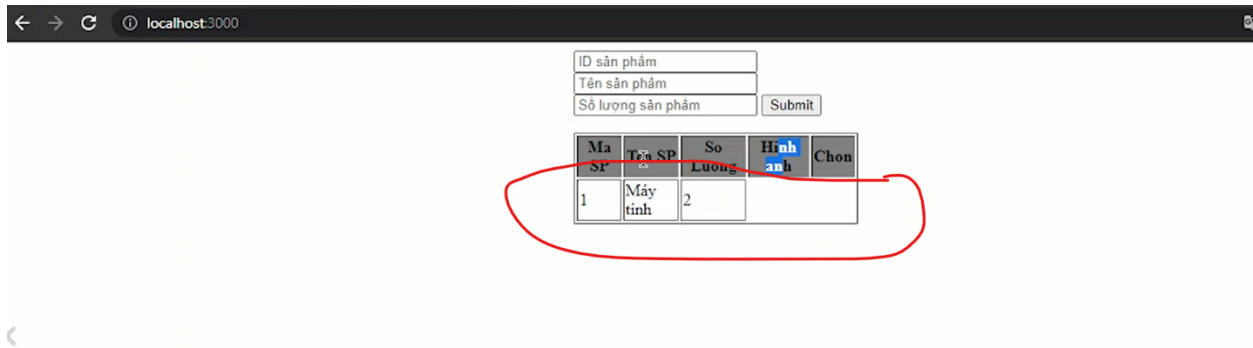 localhost:3000
ID sản phẩm
Tên sản phẩm
Số lượng sản phẩm Submit
Ma SP Ten SP So Luong Hinh anh Chon
1 Máy tính 2